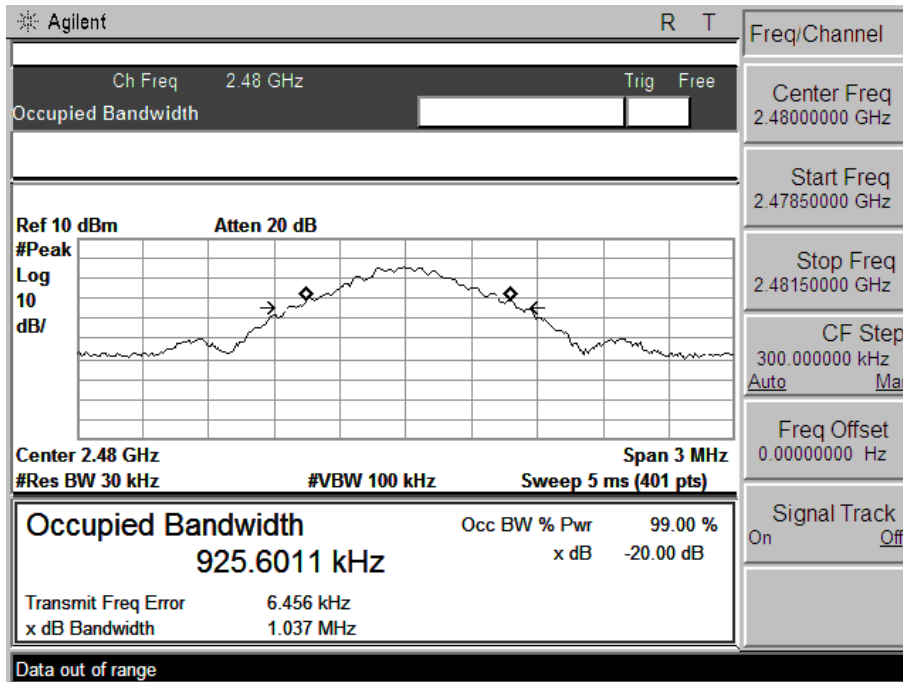 Agilent R T
Ch Freq 2.48 GHz Trig Free
Occupied Bandwidth
Ref 10 dBm Atten 20 dB
#Peak
Log
10
dB/
Center 2.48 GHz Span 3 MHz
#Res BW 30 kHz #VBW 100 kHz Sweep 5 ms (401 pts)
Occupied Bandwidth
925.6011 kHz
Occ BW % Pwr 99.00 %
x dB -20.00 dB
Transmit Freq Error 6.456 kHz
x dB Bandwidth 1.037 MHz
Data out of range
Freq/Channel
Center Freq
2.48000000 GHz
Start Freq
2.47850000 GHz
Stop Freq
2.48150000 GHz
CF Step
300.000000 kHz
Auto Ma
Freq Offset
0.00000000 Hz
Signal Track
On Off